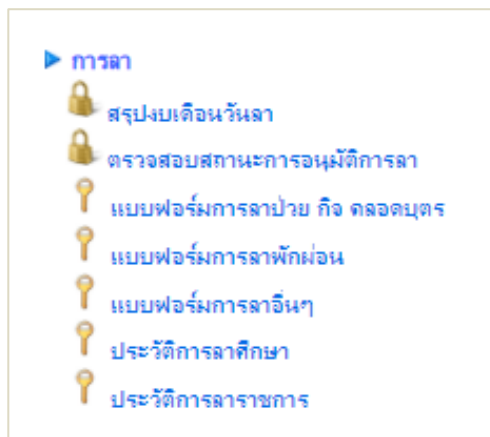 การลา
สรุปงบเดือนวันลา
ตรวจสอบสถานะการอนุมัติการลา
แบบฟอร์มการลาป่วย กิจ คลอดบุตร
แบบฟอร์มการลาพักผ่อน
แบบฟอร์มการลาอื่นๆ
ประวัติการลาศึกษา
ประวัติการลาราชการ